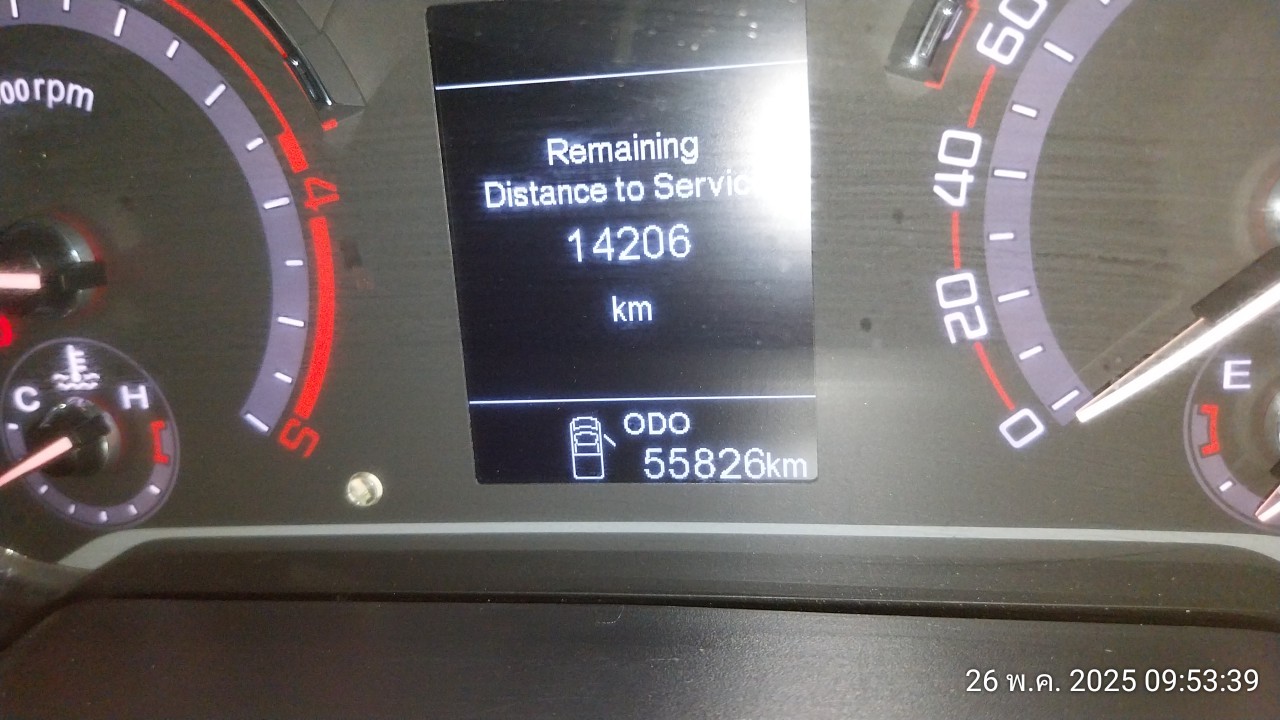 00rpm
4
5
C H
Remaining
Distance to Servic
14206
km
ODO
55826km
60
40
20
0
E
26 พ.ค. 2025 09:53:39